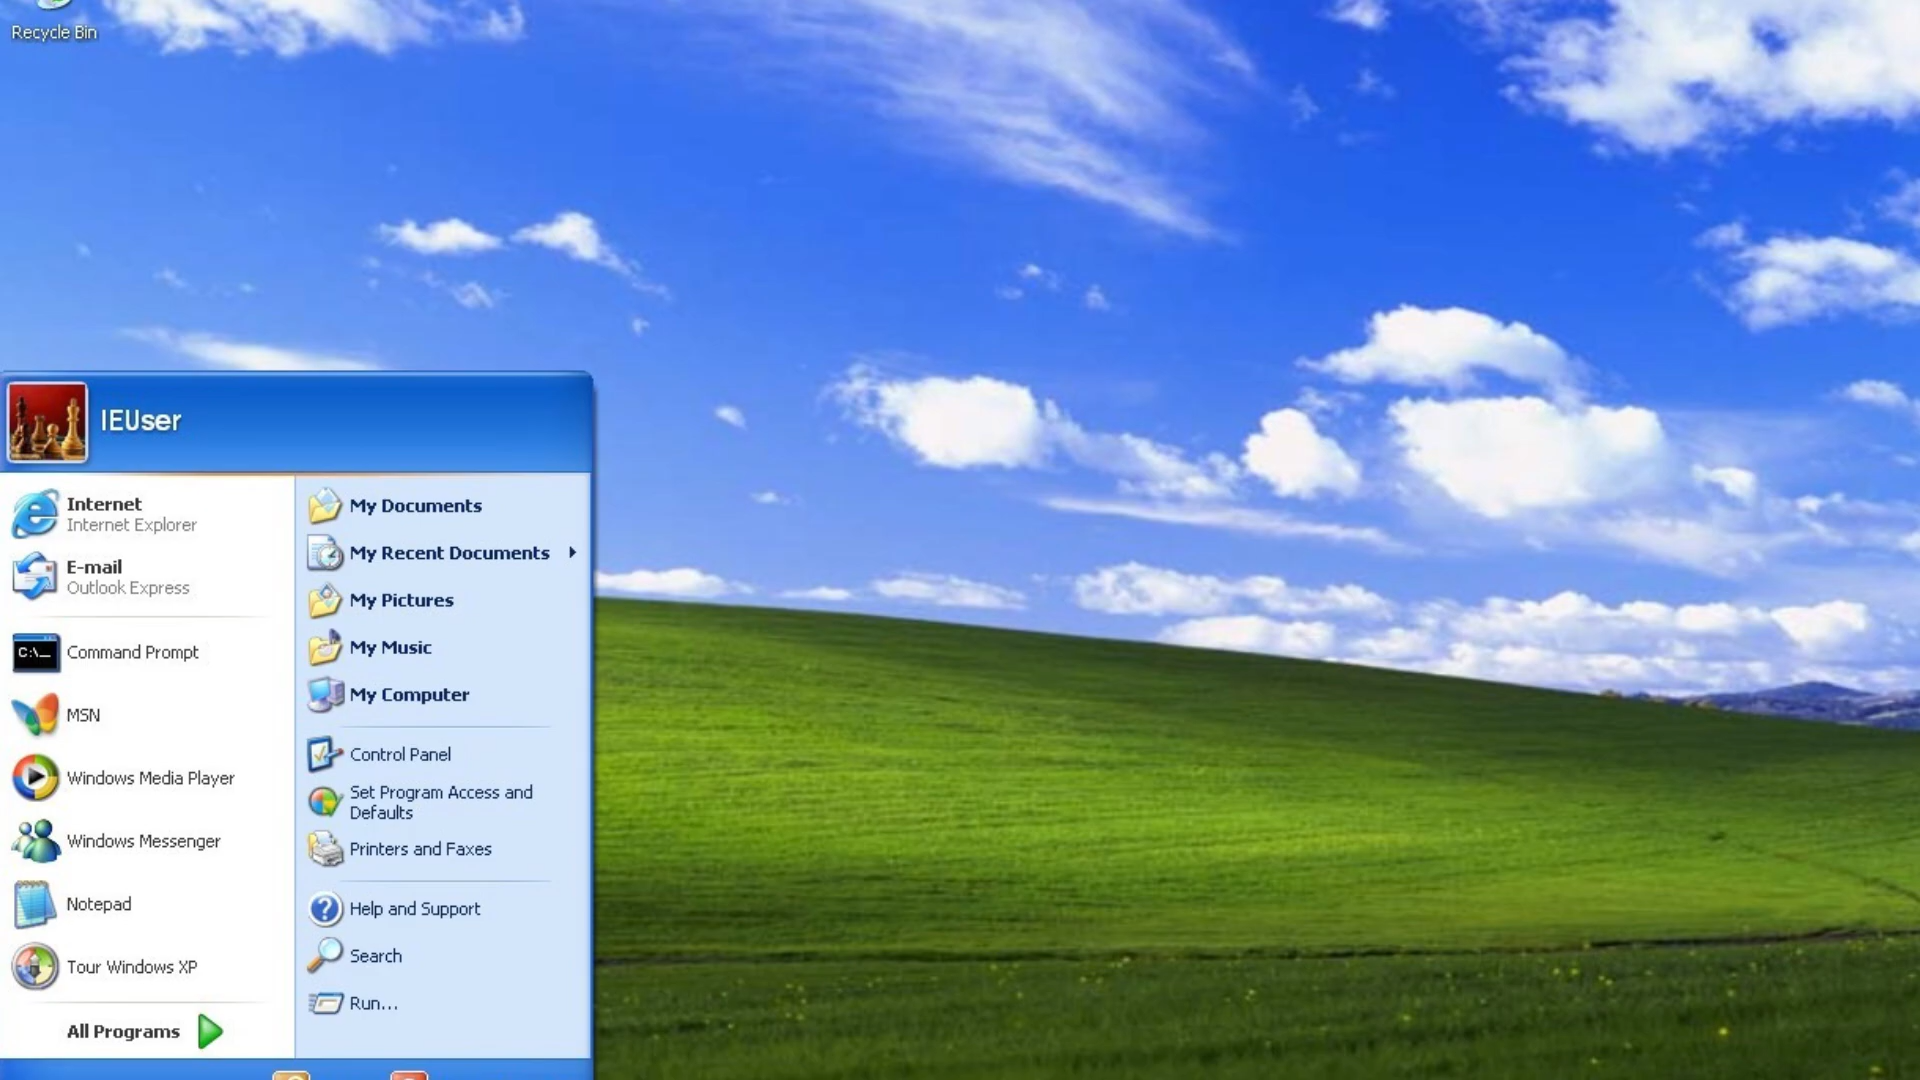 Recycle Bin
IEUser
Internet
Internet Explorer
E-mail
Outlook Express
C:\_
Command Prompt
MSN
Windows Media Player
Windows Messenger
Notepad
Tour Windows XP
All Programs
My Documents
My Recent Documents
My Pictures
My Music
My Computer
Control Panel
Set Program Access and
Defaults
Printers and Faxes
Help and Support
Search
Run...